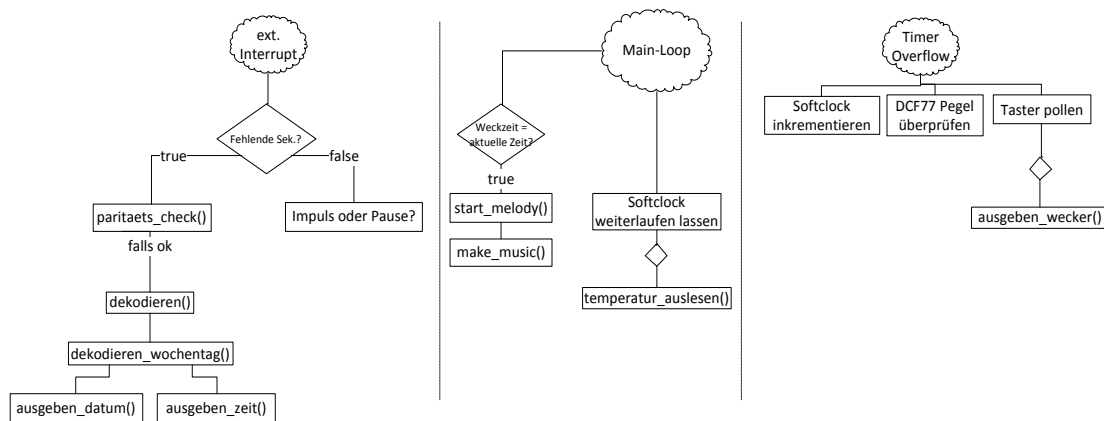 ext.
Interrupt
Fehlende Sek.?
true
false
paritaets_check()
Impuls oder Pause?
falls ok
dekodieren()
dekodieren_wochentag()
ausgeben_datum()
ausgeben_zeit()
Main-Loop
Weckzeit =
aktuelle Zeit?
true
start_melody()
make_music()
Softclock
weiterlaufen lassen
temperatur_auslesen()
Timer
Overflow
Softclock
inkrementieren
DCF77 Pegel
überprüfen
Taster pollen
ausgeben_wecker()